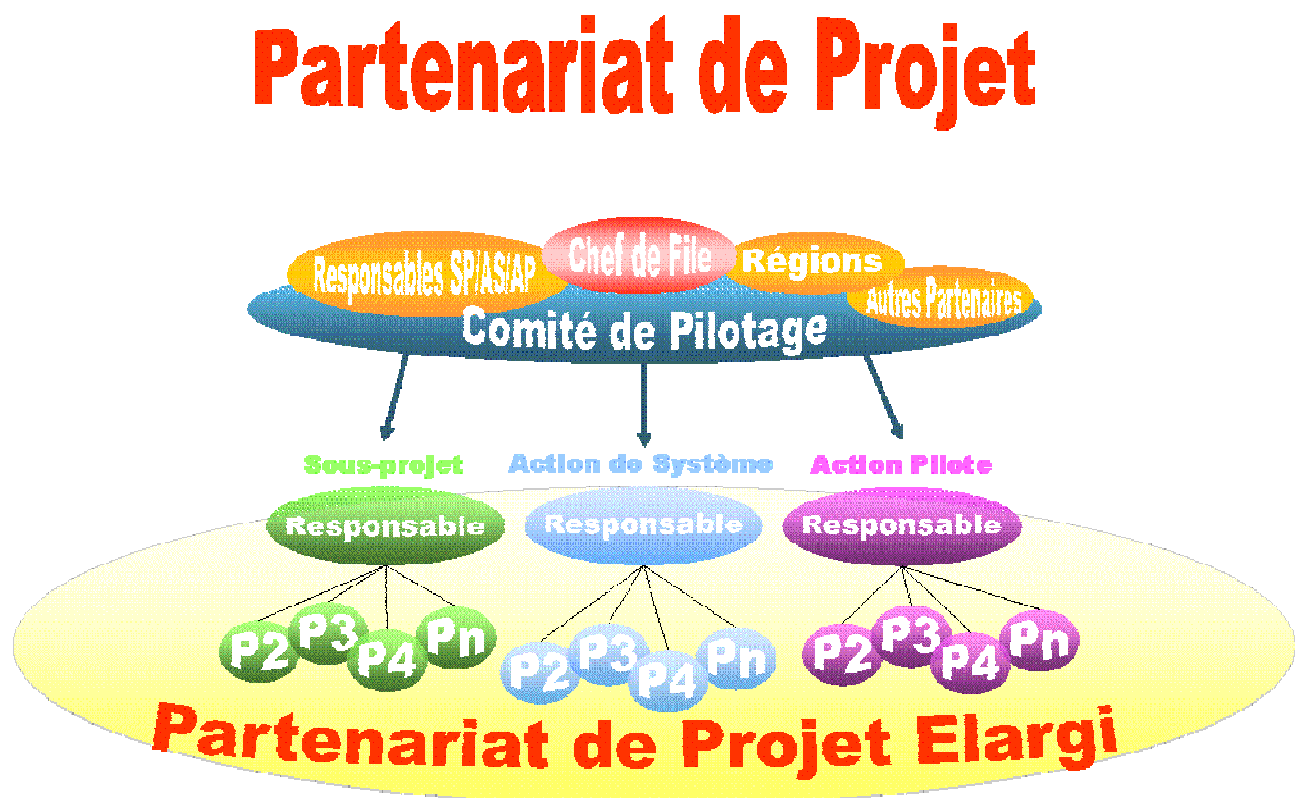 Partenariat de Projet
Responsables SP/AS/AP
Chef de File
Régions
Autres Partenaires
Comité de Pilotage
Sous-projet
Action de Système
Action Pilote
Responsable
Responsable
Responsable
P2
P3
P4
Pn
P2
P3
P4
Pn
P2
P3
P4
Pn
Partenariat de Projet Elargi